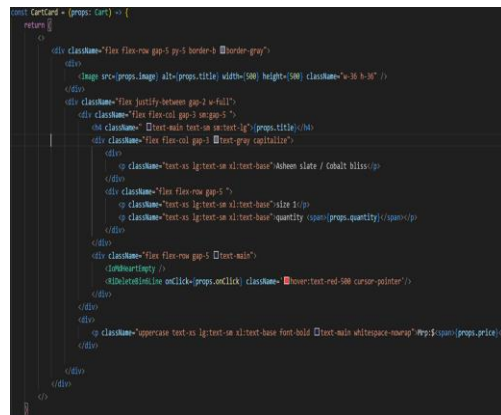 const CartCard = (props: Cart) => {
return (
<>
<div className="flex flex-row gap-5 py-5 border-b border-gray">
<div>
<Image src={props.image} alt={props.title} width={500} height={500} className="w-36 h-36" />
</div>
<div className="flex justify-between gap-2 w-full">
<div className="flex flex-col gap-3 sm:gap-5 ">
<h4 className=" text-main text-sm sm:text-lg">{props.title}</h4>
<div className="flex flex-col gap-3 text-gray capitalize">
<div>
<p className="text-xs lg:text-sm xl:text-base">Asheen slate / Cobalt bliss</p>
</div>
<div className="flex flex-row gap-5 ">
<p className="text-xs lg:text-sm xl:text-base">size 1</p>
<p className="text-xs lg:text-sm xl:text-base">quantity <span>{props.quantity}</span></p>
</div>
</div>
<div className="flex flex-row gap-5 text-main">
<IoMdHeartEmpty />
<RiDeleteBin6Line onClick={props.onClick} className='hover:text-red-500 cursor-pointer'/>
</div>
</div>
<div>
<p className="uppercase text-xs lg:text-sm xl:text-base font-bold text-main whitespace-nowrap">Mrp:$<span>{props.price}<
</div>
</div>
</div>
</>
)